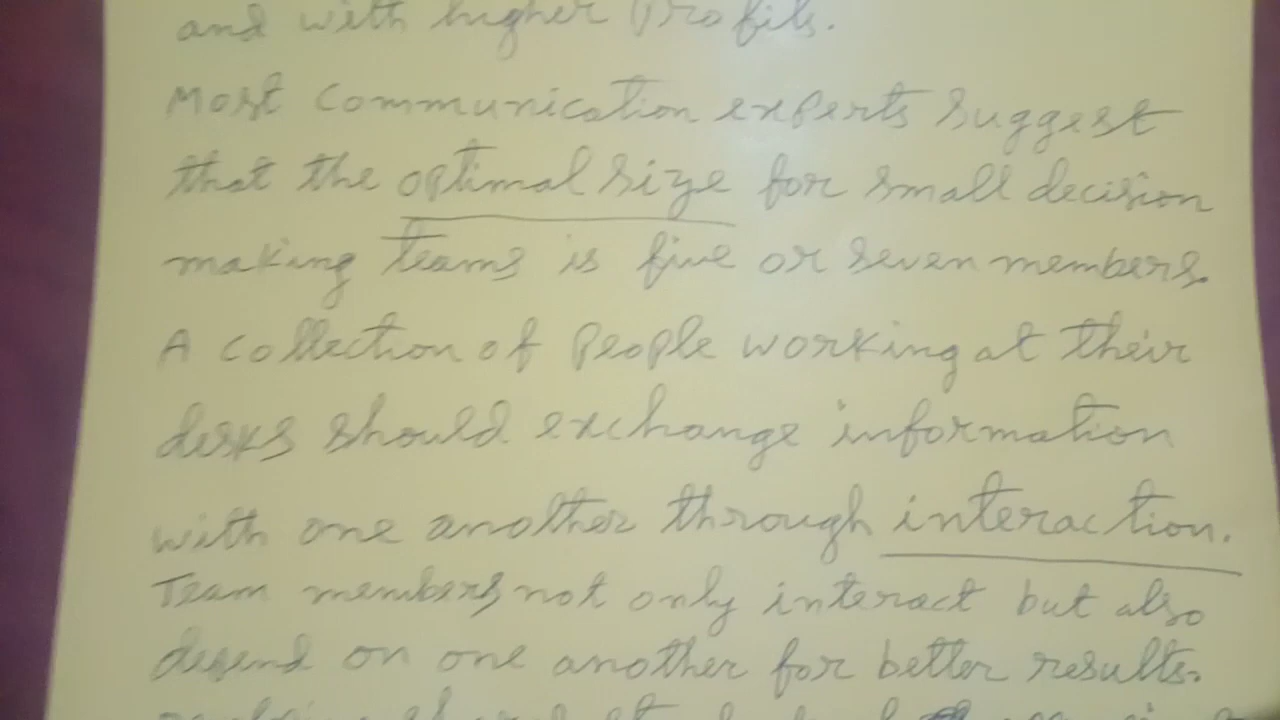 and with higher profits.
Most communication experts suggest
that the optimal size for small decision
making teams is five or seven members.
A collection of people working at their
desks should exchange information
with one another through interaction.
Team members not only interact but also
depend on one another for better results.